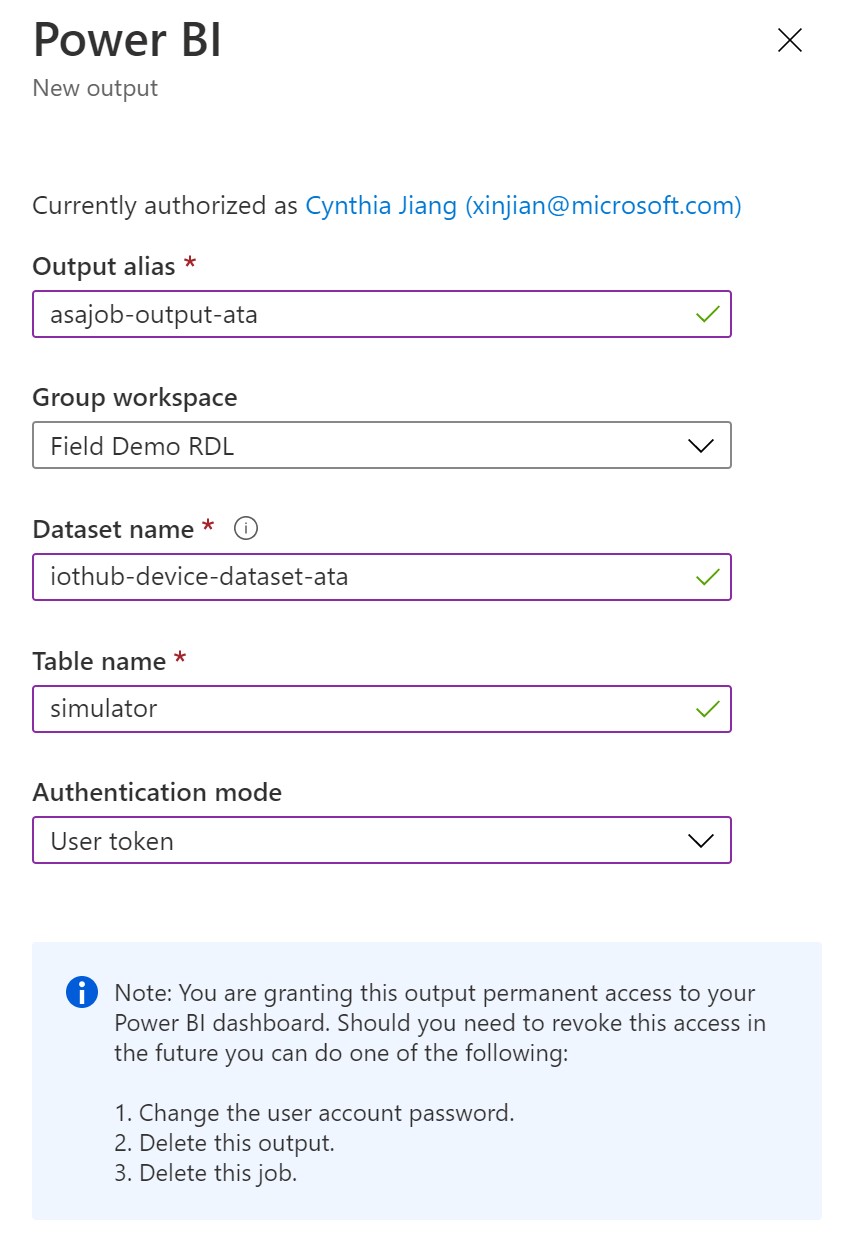 Power BI
New output
Currently authorized as Cynthia Jiang (xinjian@microsoft.com)
Output alias *
asajob-output-ata
Group workspace
Field Demo RDL
Dataset name *
iothub-device-dataset-ata
Table name *
simulator
Authentication mode
User token
Note: You are granting this output permanent access to your
Power BI dashboard. Should you need to revoke this access in
the future you can do one of the following:
1. Change the user account password.
2. Delete this output.
3. Delete this job.